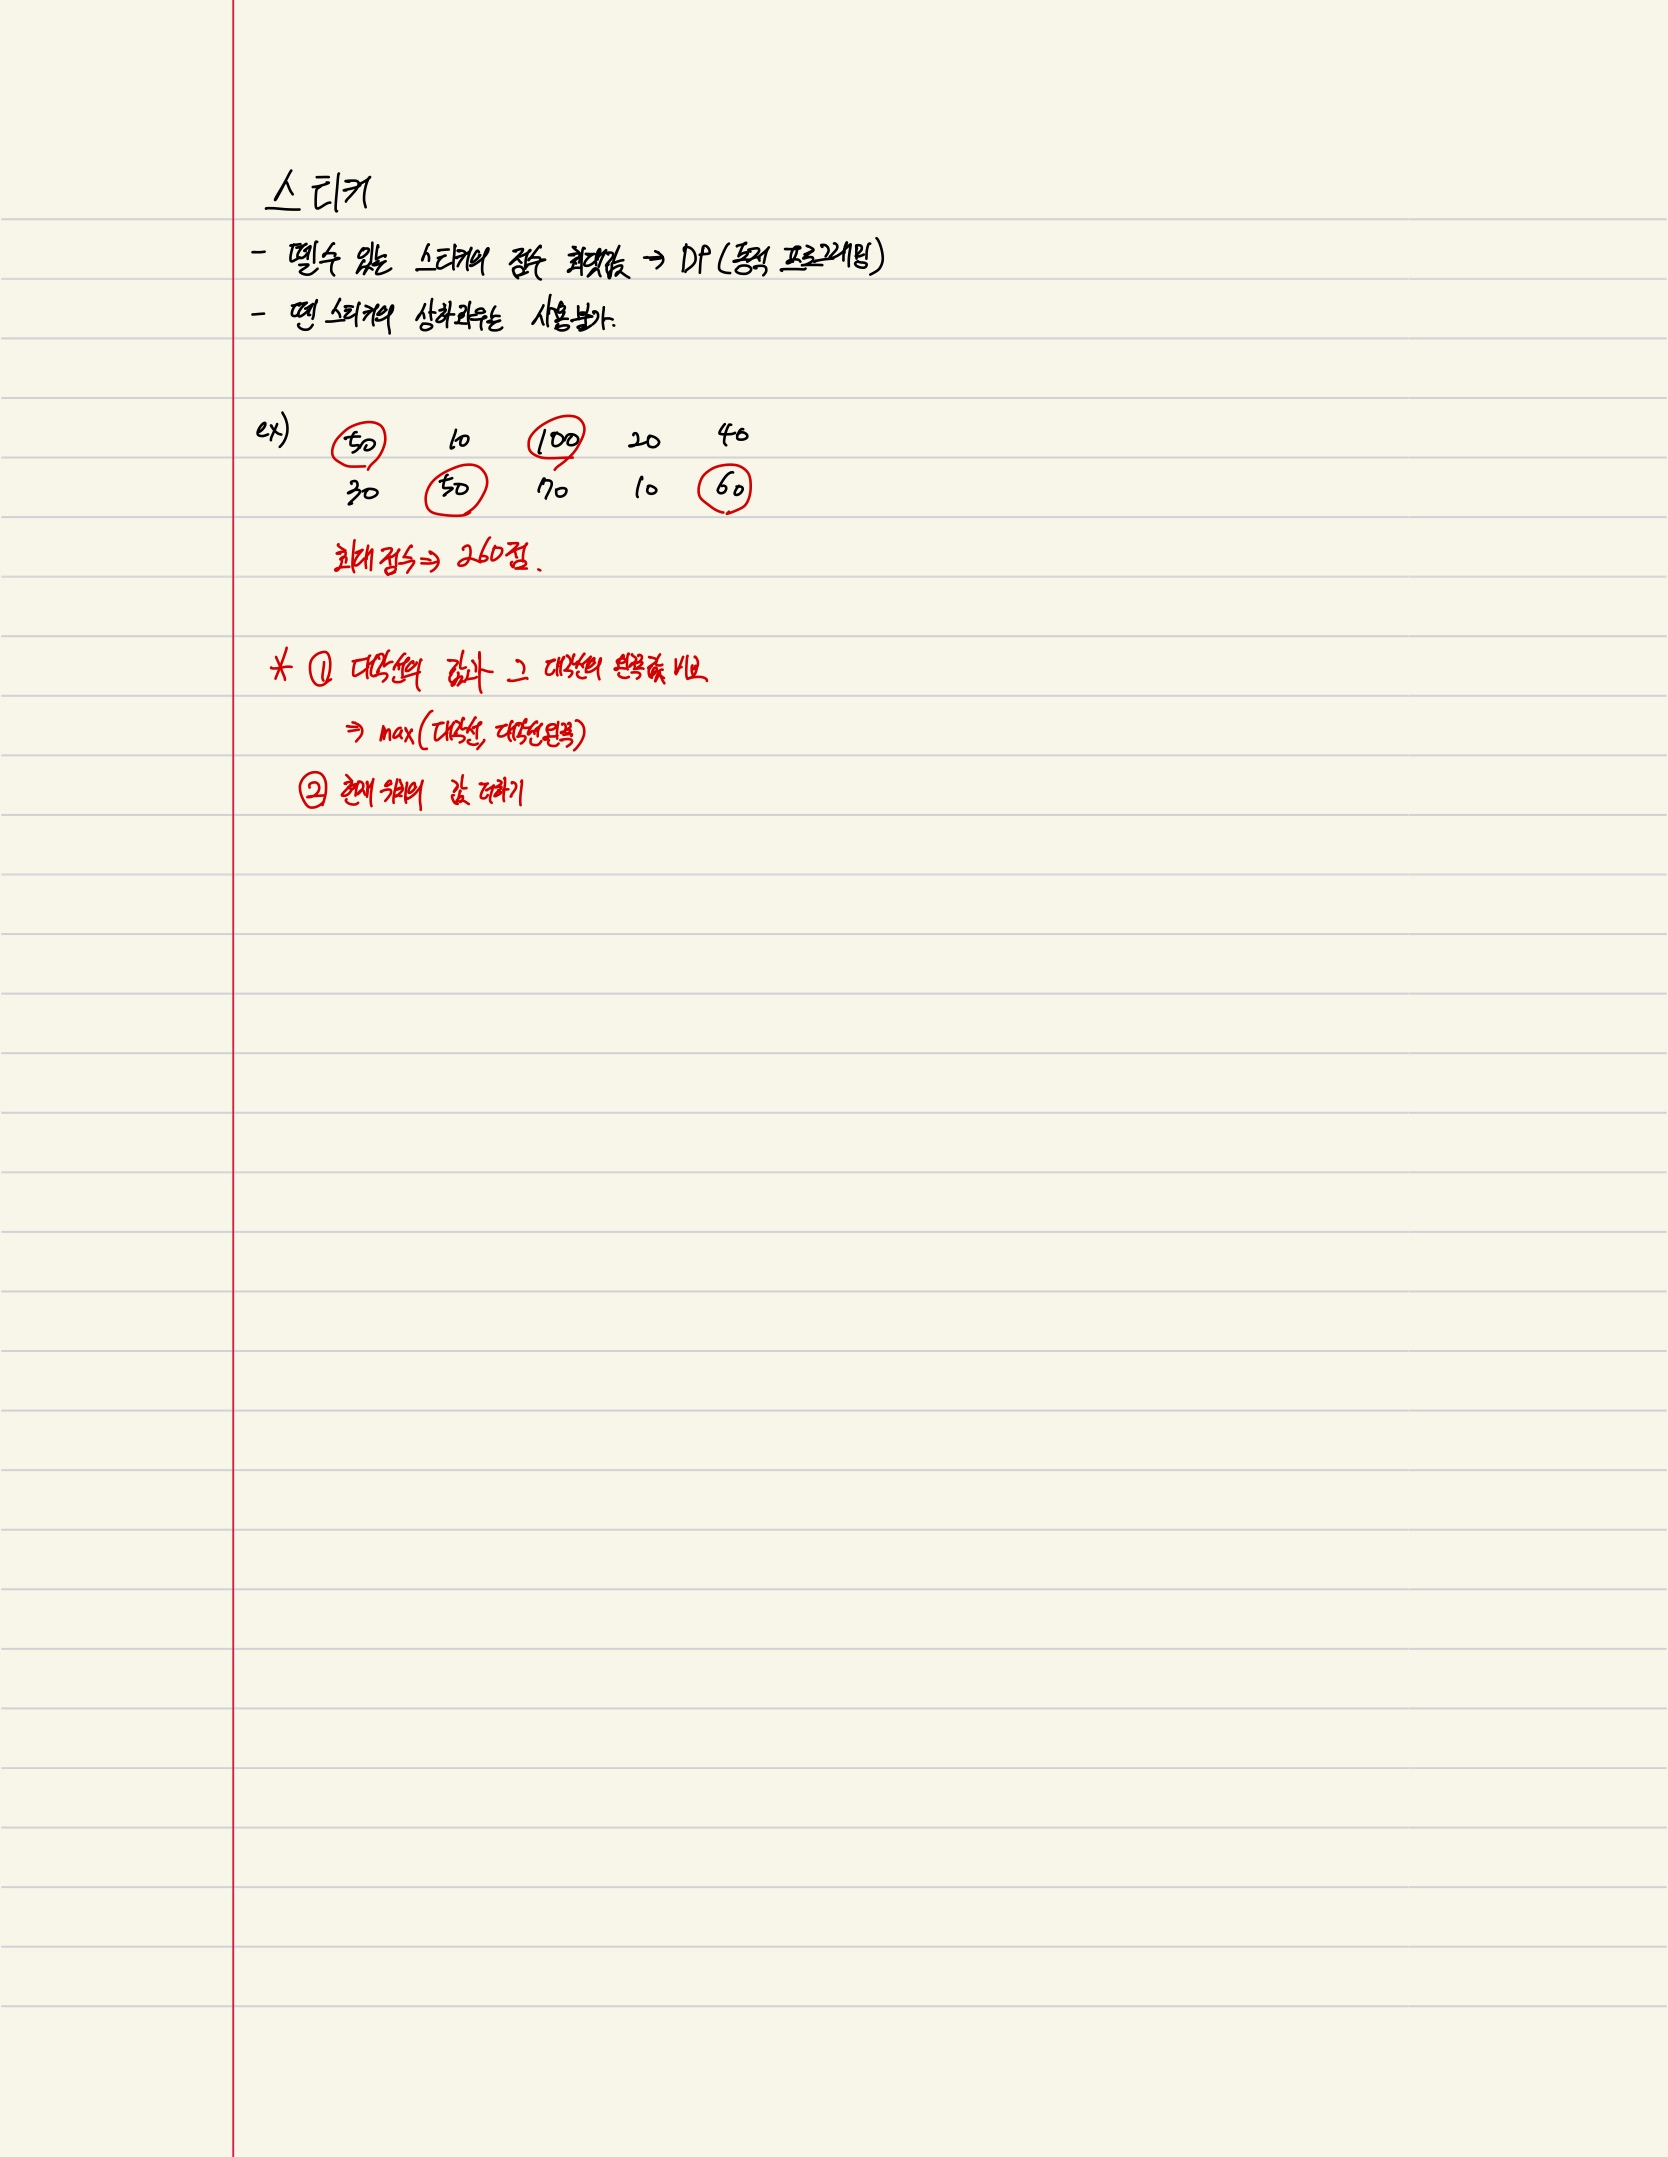 스티커
- 뗄 수 있는 스티커의 점수 최댓값 → DP (동적 프로그래밍)
- 뗀 스티커의 상하좌우는 사용불가.
ex) 50 10 100 20 40
30 50 70 10 60
최대 점수 ⇒ 260점.
* ① 대각선의 값과 그 대각선의 왼쪽 값 비교
⇒ max(대각선, 대각선 왼쪽)
② 현재 위치의 값 더하기